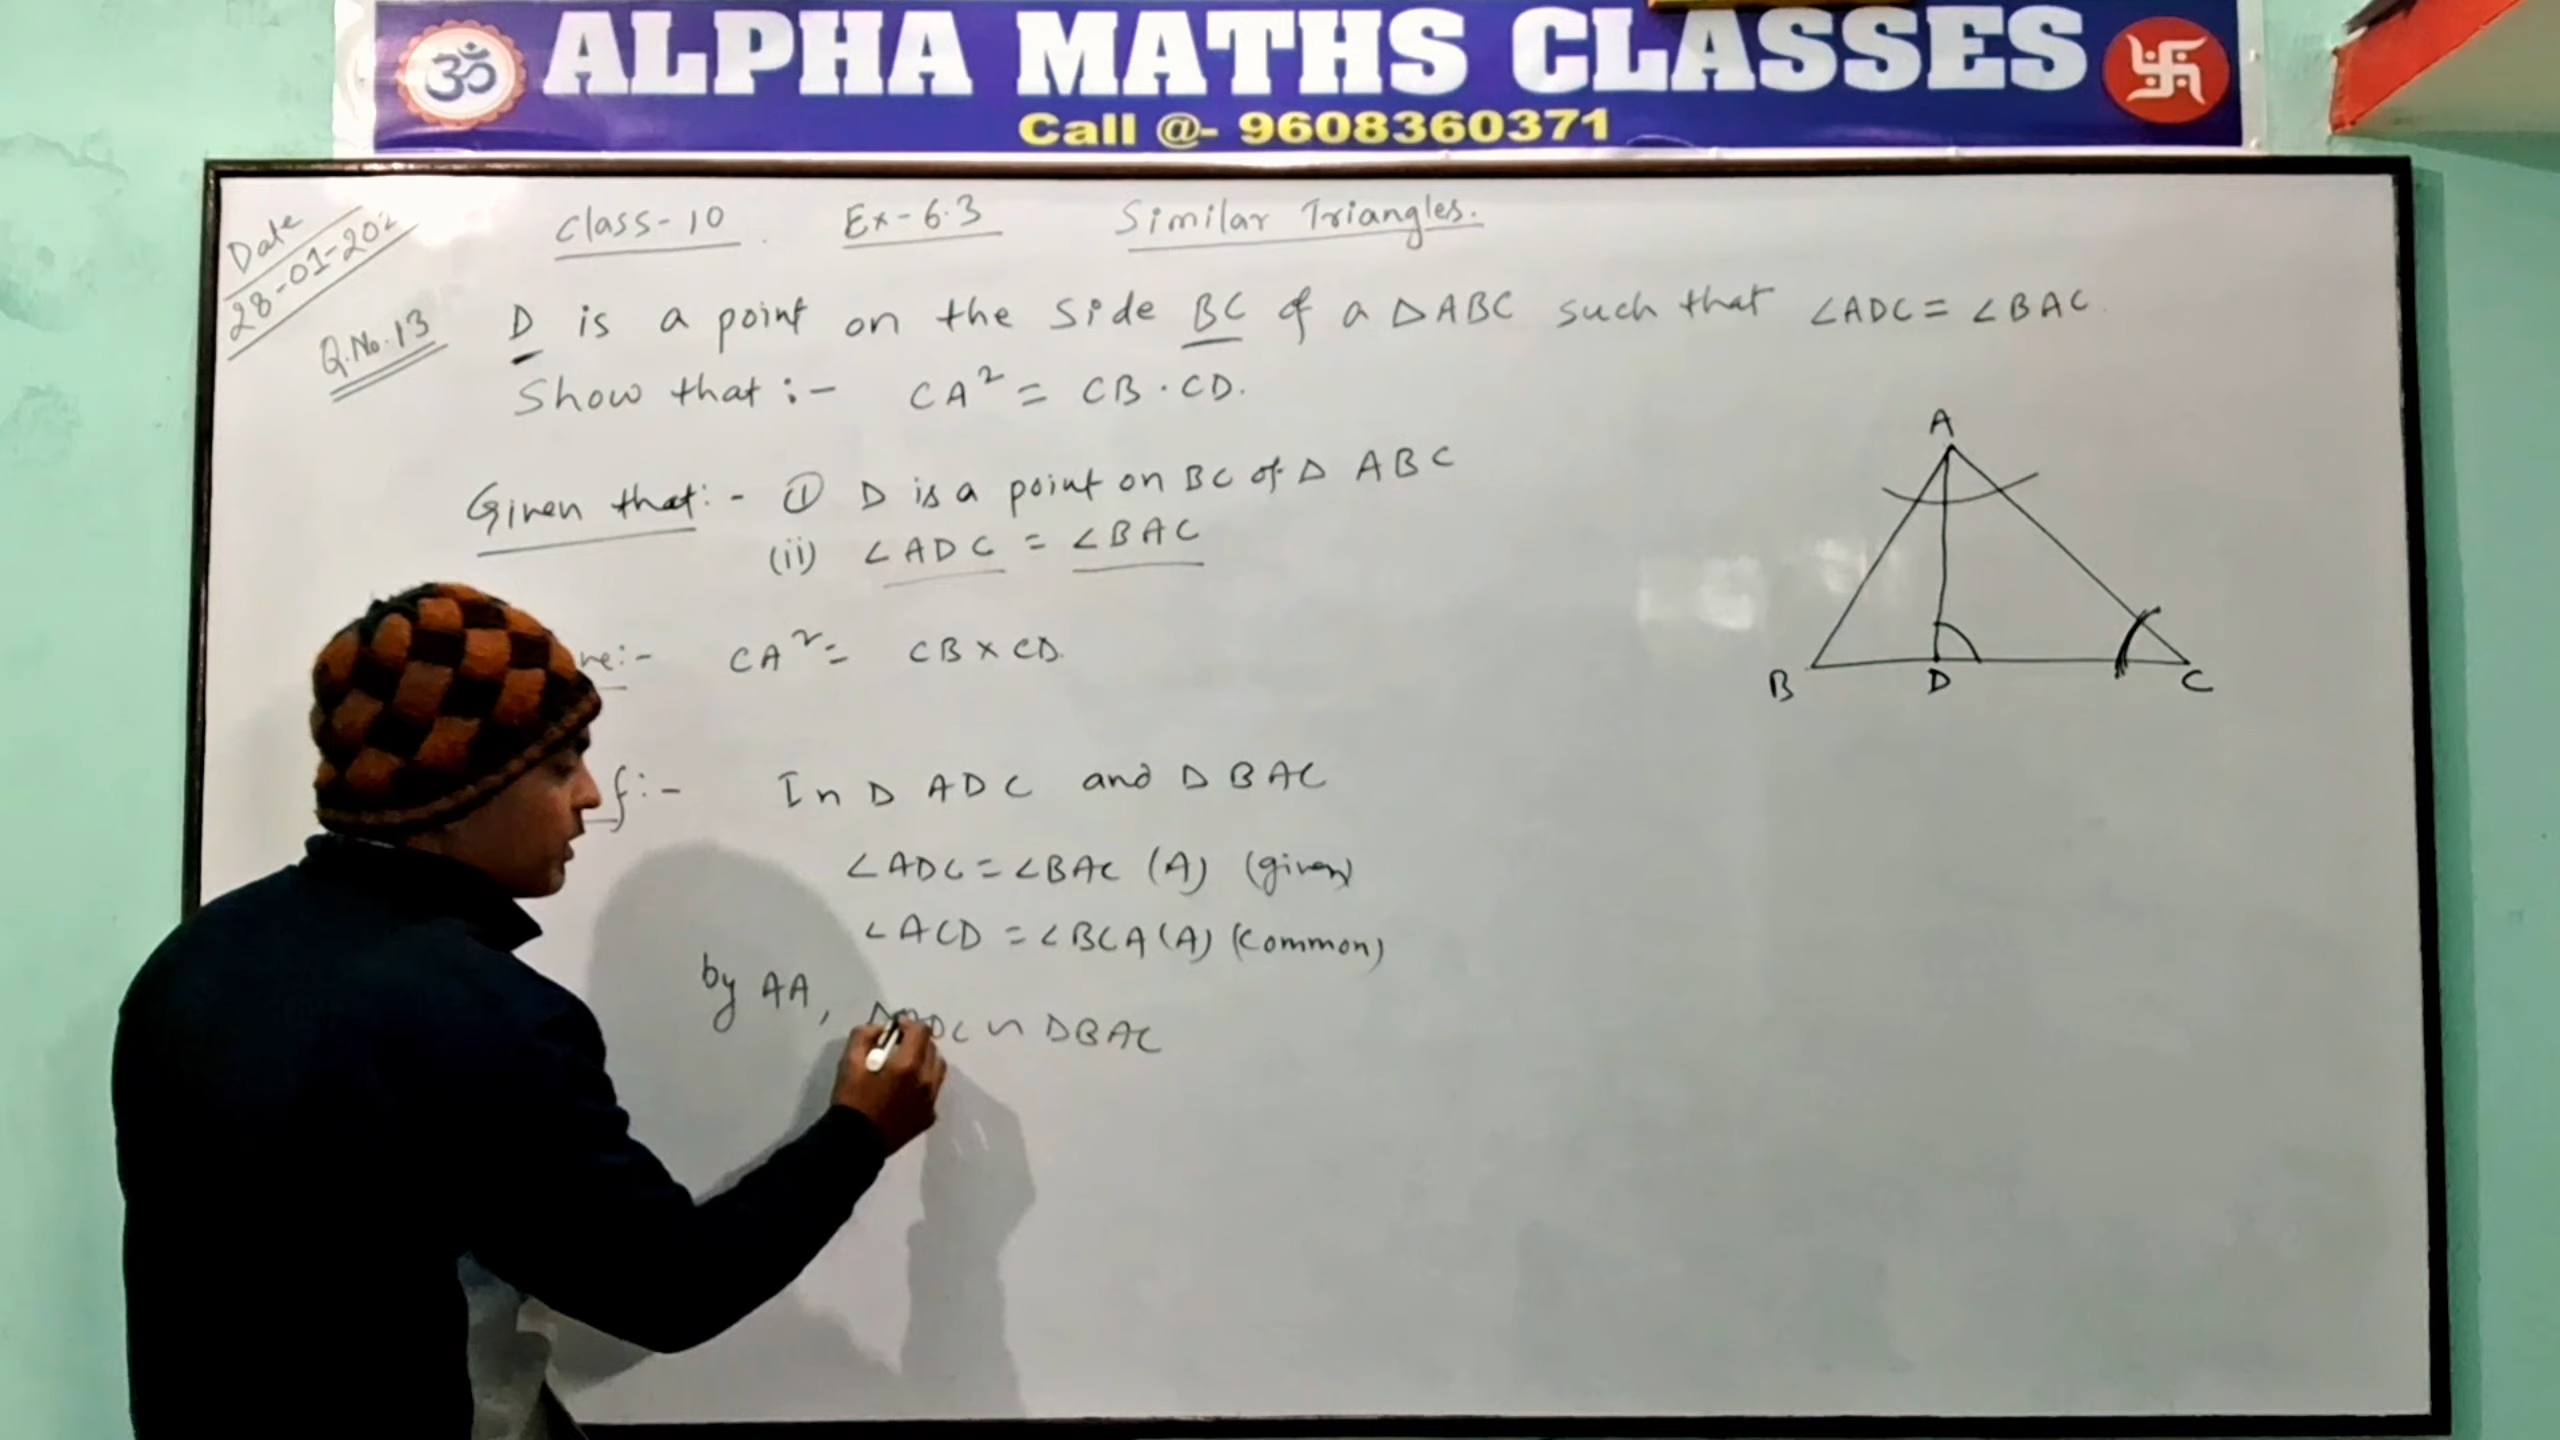 ॐ ALPHA MATHS CLASSES 卐
Call @- 9608360371
Date
28-01-202
Class-10 Ex-6.3 Similar Triangles.
Q.No.13 D is a point on the side BC of a △ABC such that ∠ADC = ∠BAC.
Show that :- CA² = CB·CD.
Given that:- ① D is a point on BC of △ ABC
(ii) ∠ADC = ∠BAC
:- CA² = CB × CD
:- In △ ADC and △ BAC
∠ADC = ∠BAC (A) (given)
∠ACD = ∠BCA (A) (Common)
by AA, △ADC ∽ △BAC
A
B D C